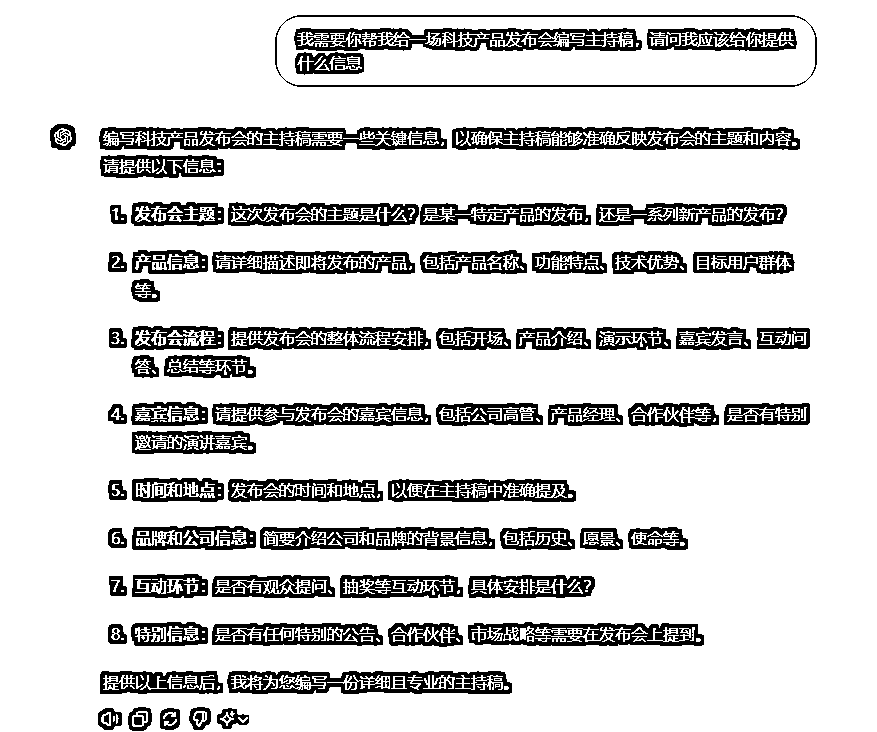 我需要你帮我给一场科技产品发布会编写主持稿，请问我应该给你提供
什么信息
编写科技产品发布会的主持稿需要一些关键信息，以确保主持稿能够准确反映发布会的主题和内容。
请提供以下信息：
1. 发布会主题：这次发布会的主题是什么？是某一特定产品的发布，还是一系列新产品的发布？
2. 产品信息：请详细描述即将发布的产品，包括产品名称、功能特点、技术优势、目标用户群体
等。
3. 发布会流程：提供发布会的整体流程安排，包括开场、产品介绍、演示环节、嘉宾发言、互动问
答、总结等环节。
4. 嘉宾信息：请提供参与发布会的嘉宾信息，包括公司高管、产品经理、合作伙伴等，是否有特别
邀请的演讲嘉宾。
5. 时间和地点：发布会的时间和地点，以便在主持稿中准确提及。
6. 品牌和公司信息：简要介绍公司和品牌的背景信息，包括历史、愿景、使命等。
7. 互动环节：是否有观众提问、抽奖等互动环节，具体安排是什么？
8. 特别信息：是否有任何特别的公告、合作伙伴、市场战略等需要在发布会上提到。
提供以上信息后，我将为您编写一份详细且专业的主持稿。